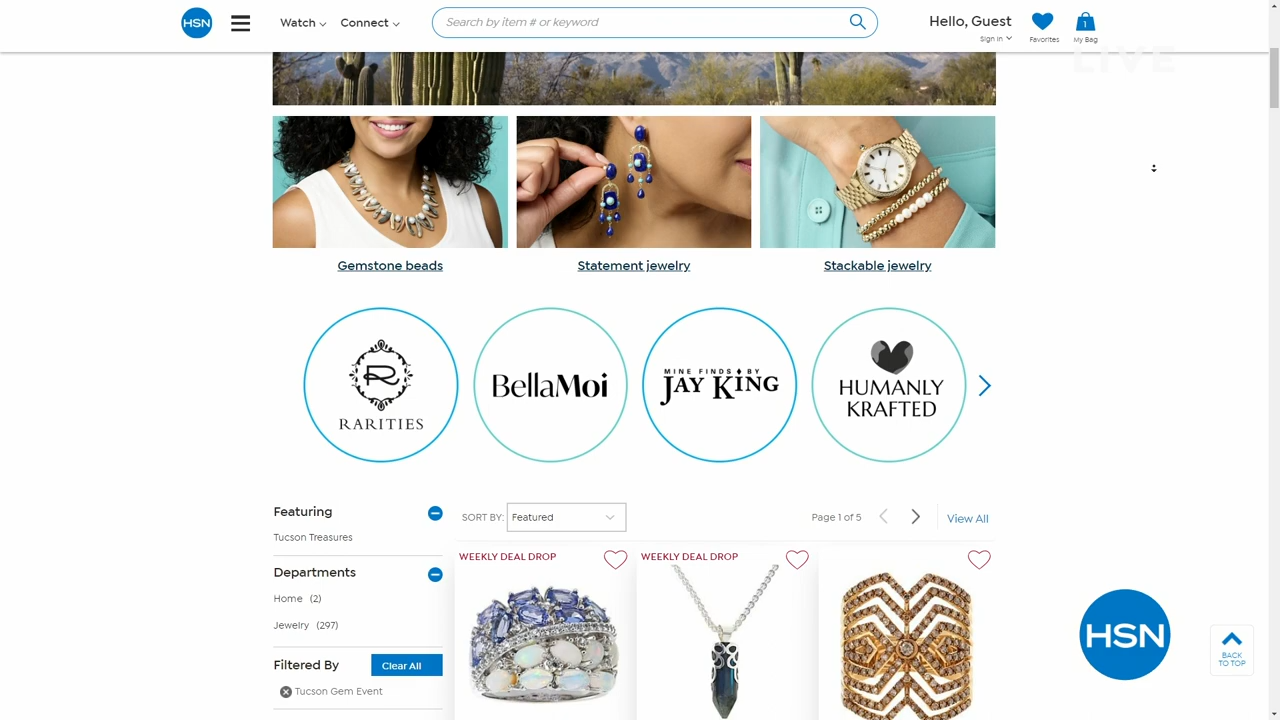 HSN
Watch
Connect
Search by item # or keyword
Hello, Guest
Sign In
Favorites
1
My Bag
LIVE
Gemstone beads
Statement jewelry
Stackable jewelry
R
RARITIES
BellaMoi
MINE FINDS BY
JAY KING
HUMANLY
KRAFTED
Featuring
Tucson Treasures
Departments
Home (2)
Jewelry (297)
Filtered By
Clear All
Tucson Gem Event
SORT BY:
Featured
Page 1 of 5
View All
WEEKLY DEAL DROP
WEEKLY DEAL DROP
HSN
BACK
TO TOP